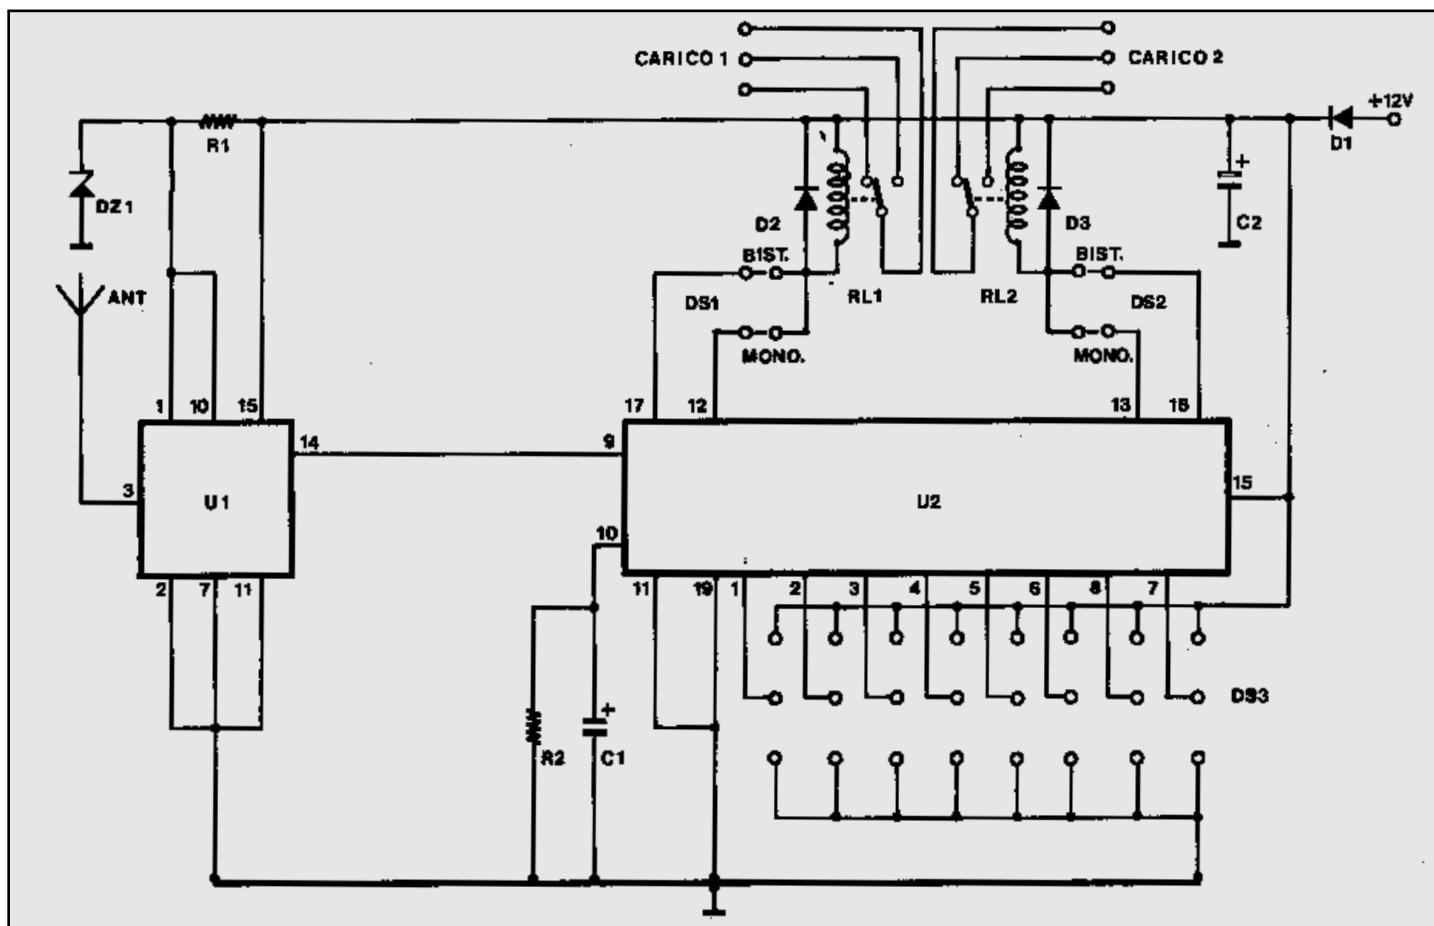 CARICO 1
CARICO 2
+12V
R1
D1
DZ1
D2
D3
+
C2
BIST.
BIST.
ANT
DS1
RL1
RL2
DS2
MONO.
MONO.
1
10
15
17
12
13
18
14
9
3
U1
U2
15
10
2
7
11
11
19
1
2
3
4
5
6
8
7
DS3
+
R2
C1